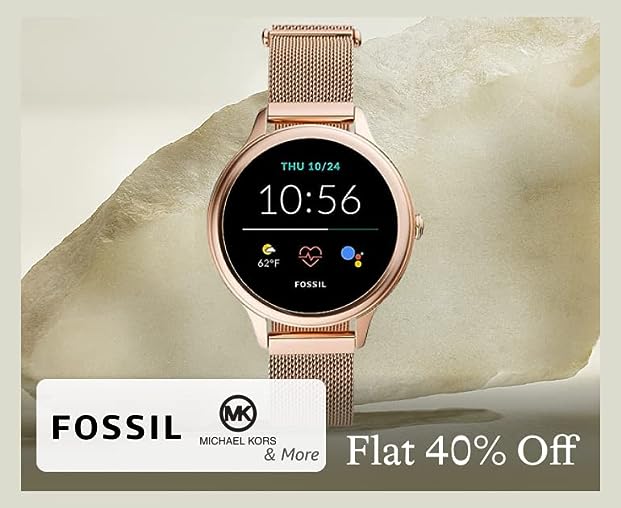 THU 10/24
10:56
62°F
FOSSIL
FOSSIL
MK
MICHAEL KORS
& More
Flat 40% Off